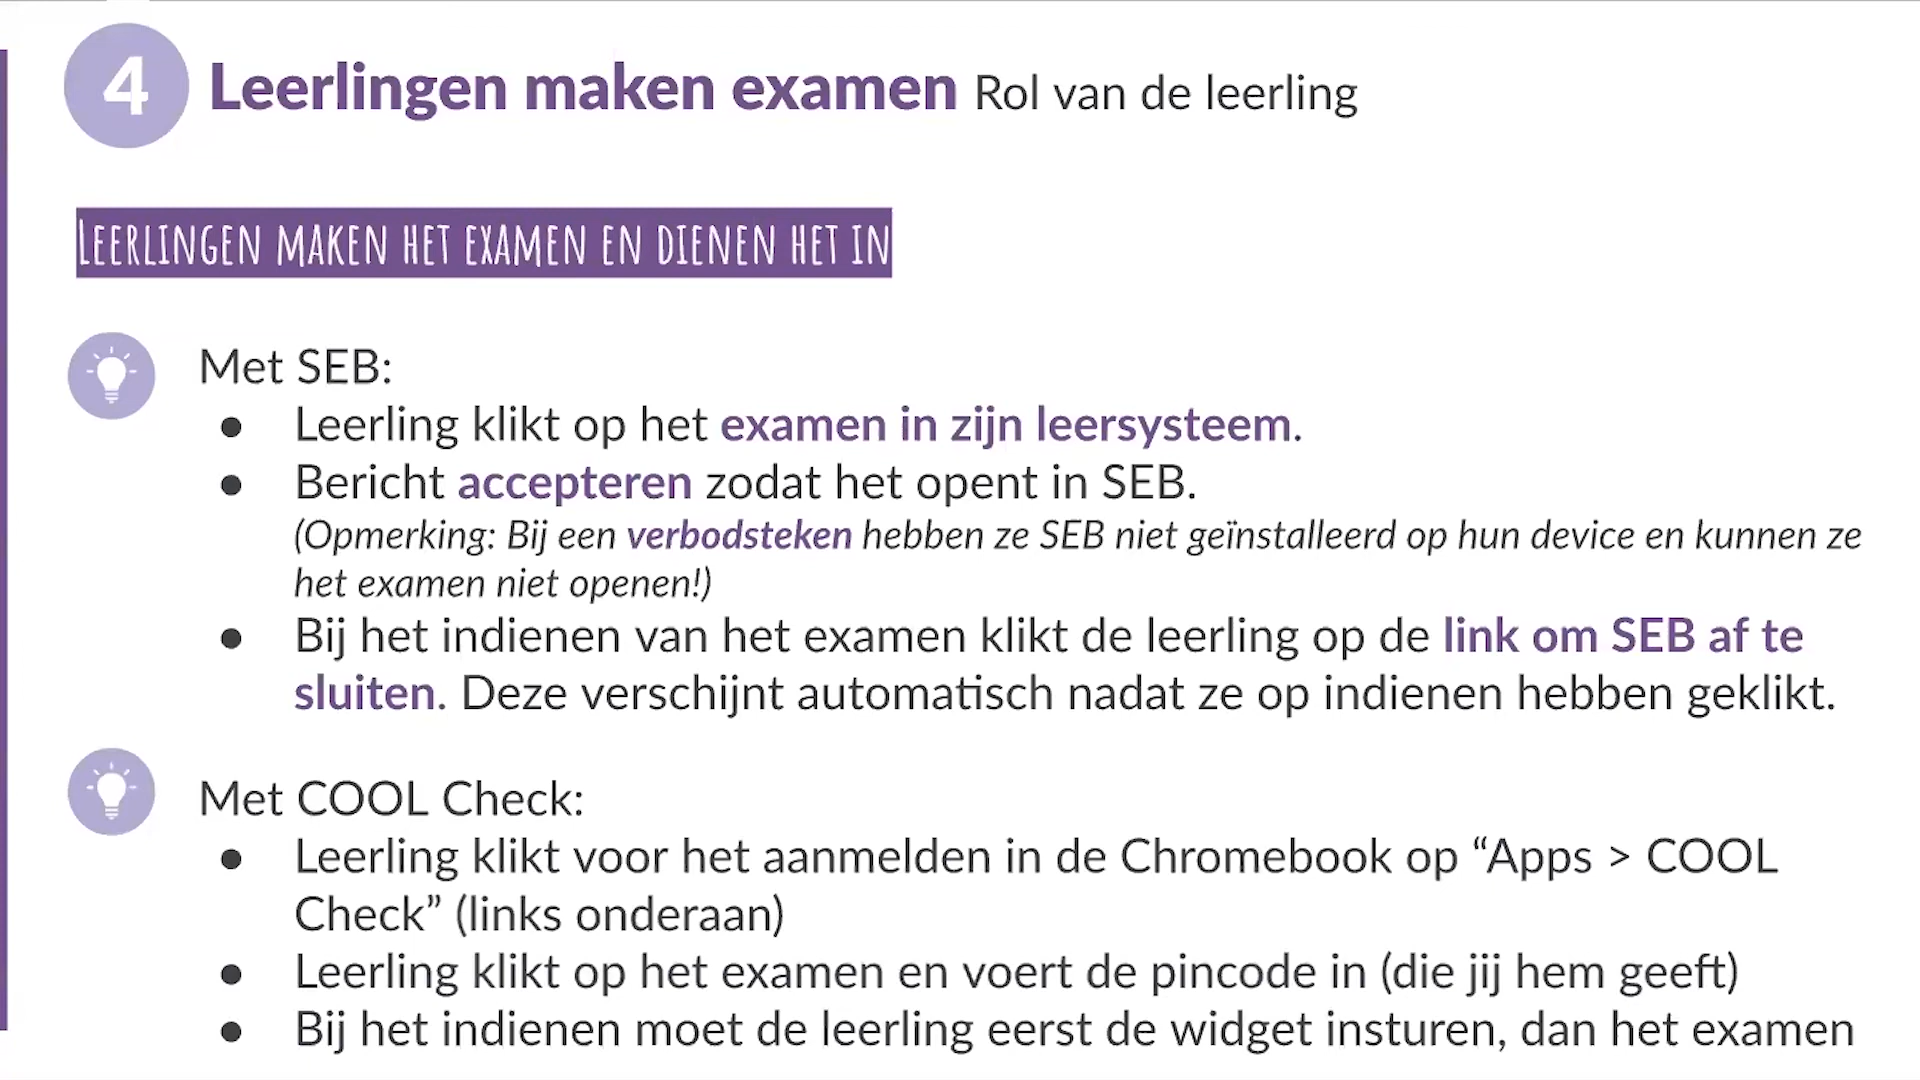 4 Leerlingen maken examen Rol van de leerling
LEERLINGEN MAKEN HET EXAMEN EN DIENEN HET IN
Met SEB:
● Leerling klikt op het examen in zijn leersysteem.
● Bericht accepteren zodat het opent in SEB.
(Opmerking: Bij een verbodsteken hebben ze SEB niet geïnstalleerd op hun device en kunnen ze
het examen niet openen!)
● Bij het indienen van het examen klikt de leerling op de link om SEB af te
sluiten. Deze verschijnt automatisch nadat ze op indienen hebben geklikt.
Met COOL Check:
● Leerling klikt voor het aanmelden in de Chromebook op “Apps > COOL
Check” (links onderaan)
● Leerling klikt op het examen en voert de pincode in (die jij hem geeft)
● Bij het indienen moet de leerling eerst de widget insturen, dan het examen